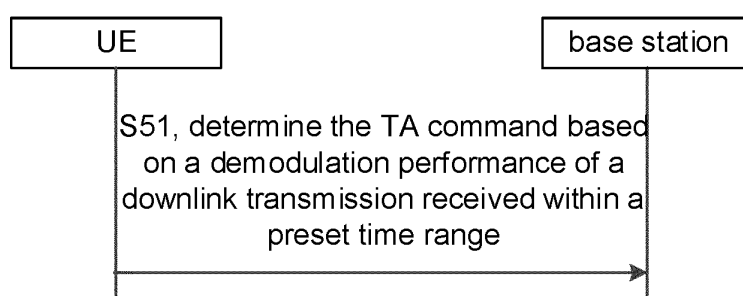 UE
base station
S51, determine the TA command based
on a demodulation performance of a
downlink transmission received within a
preset time range